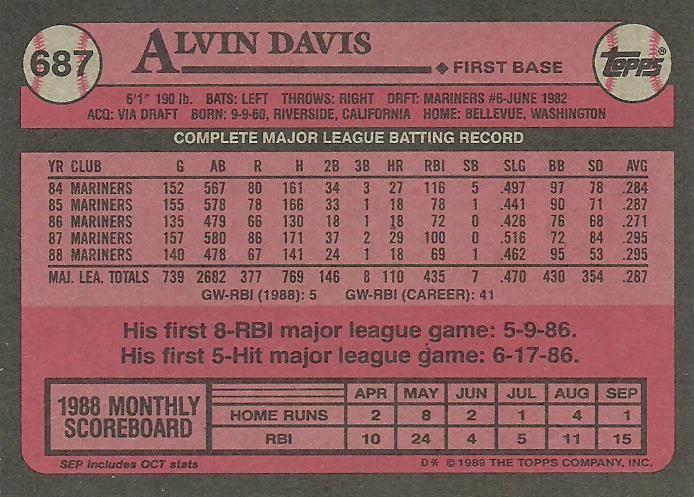 687
ALVIN DAVIS
◆ FIRST BASE
Topps®
6'1" 190 lb. BATS: LEFT THROWS: RIGHT DRFT: MARINERS #6-JUNE 1982
ACQ: VIA DRAFT BORN: 9-9-60, RIVERSIDE, CALIFORNIA HOME: BELLEVUE, WASHINGTON
COMPLETE MAJOR LEAGUE BATTING RECORD
YR CLUB G AB R H 2B 3B HR RBI SB SLG BB SO AVG
84 MARINERS 152 567 80 161 34 3 27 116 5 .497 97 78 .284
85 MARINERS 155 578 78 166 33 1 18 78 1 .441 90 71 .287
86 MARINERS 135 479 66 130 18 1 18 72 0 .426 76 68 .271
87 MARINERS 157 580 86 171 37 2 29 100 0 .516 72 84 .295
88 MARINERS 140 478 67 141 24 1 18 69 1 .462 95 53 .295
MAJ. LEA. TOTALS 739 2682 377 769 146 8 110 435 7 .470 430 354 .287
GW-RBI (1988): 5 GW-RBI (CAREER): 41
His first 8-RBI major league game: 5-9-86.
His first 5-Hit major league game: 6-17-86.
1988 MONTHLY
SCOREBOARD
APR MAY JUN JUL AUG SEP
HOME RUNS 2 8 2 1 4 1
RBI 10 24 4 5 11 15
SEP includes OCT stats
D* © 1989 THE TOPPS COMPANY, INC.